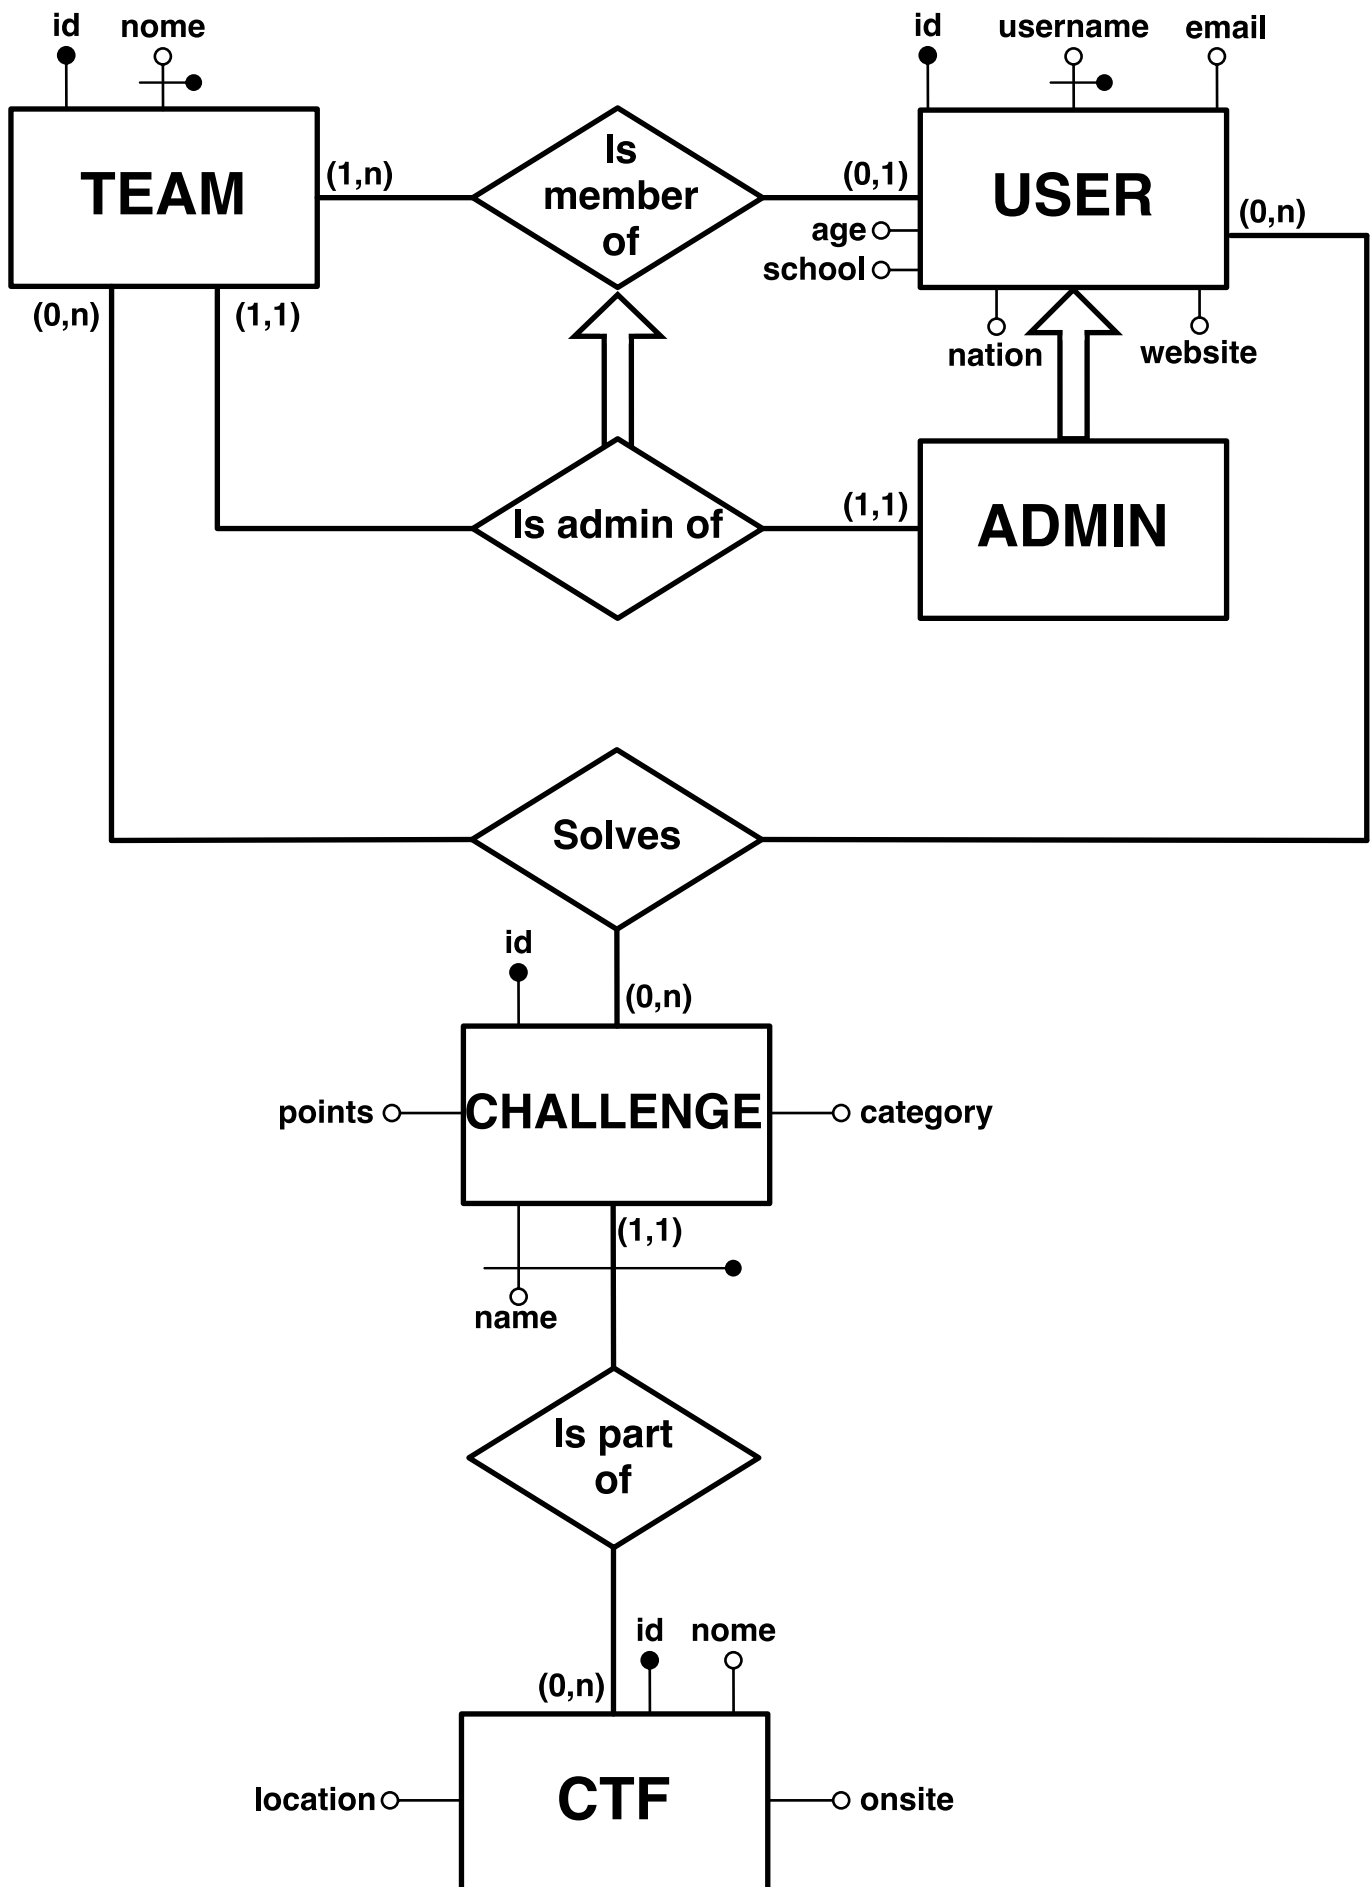 id
nome
id
username
email
TEAM
(1,n)
Is
member
of
(0,1)
USER
(0,n)
age
school
(0,n)
(1,1)
nation
website
Is admin of
(1,1)
ADMIN
Solves
id
(0,n)
points
CHALLENGE
category
(1,1)
name
Is part
of
id
nome
(0,n)
location
CTF
onsite